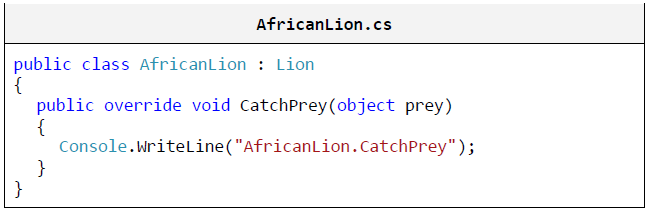 AfricanLion.cs
public class AfricanLion : Lion
{
public override void CatchPrey(object prey)
{
Console.WriteLine("AfricanLion.CatchPrey");
}
}